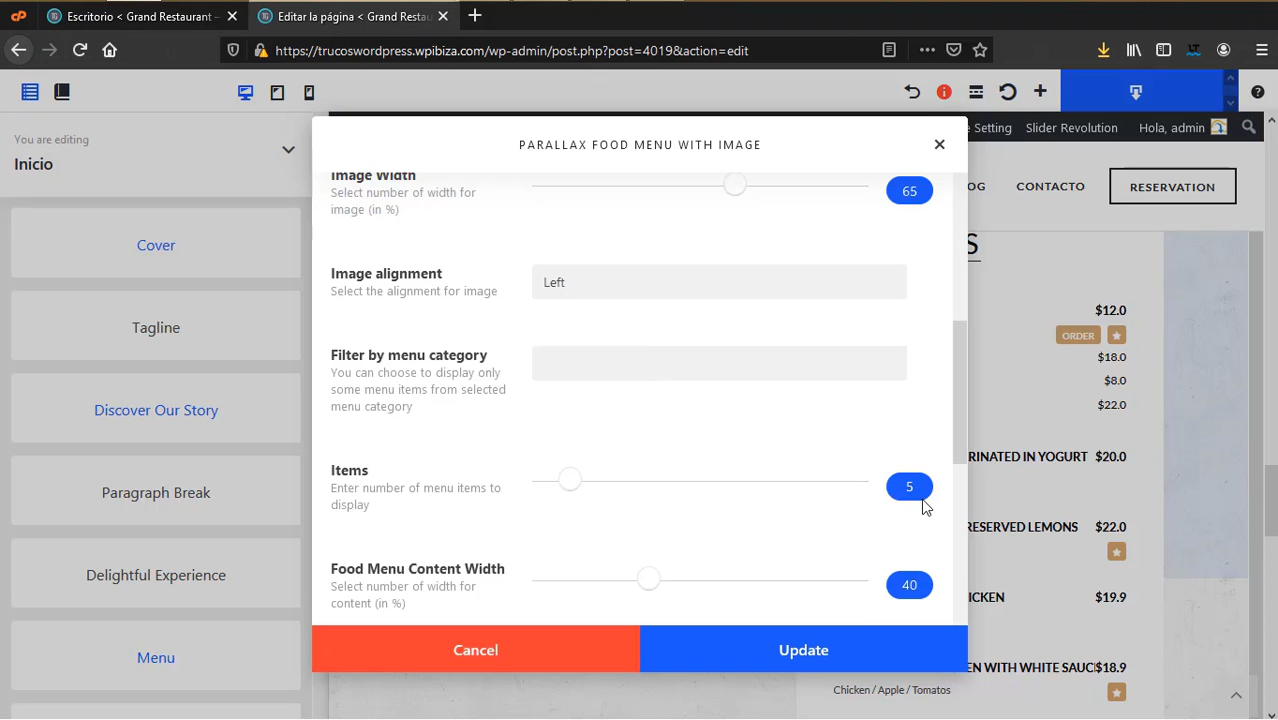 Escritorio < Grand Restaurant –
Editar la página < Grand Restau
https://trucoswordpress.wpibiza.com/wp-admin/post.php?post=4019&action=edit
You are editing
Inicio
Cover
Tagline
Discover Our Story
Paragraph Break
Delightful Experience
Menu
e Setting
Slider Revolution
Hola, admin
OG
CONTACTO
RESERVATION
S
PARALLAX FOOD MENU WITH IMAGE
Image Width
Select number of width for
image (in %)
65
Image alignment
Select the alignment for image
Left
Filter by menu category
You can choose to display only
some menu items from selected
menu category
Items
Enter number of menu items to
display
5
Food Menu Content Width
Select number of width for
content (in %)
40
Cancel
Update
$12.0
ORDER
$18.0
$8.0
$22.0
RINATED IN YOGURT $20.0
RESERVED LEMONS $22.0
ICKEN $19.9
EN WITH WHITE SAUC $18.9
Chicken / Apple / Tomatos